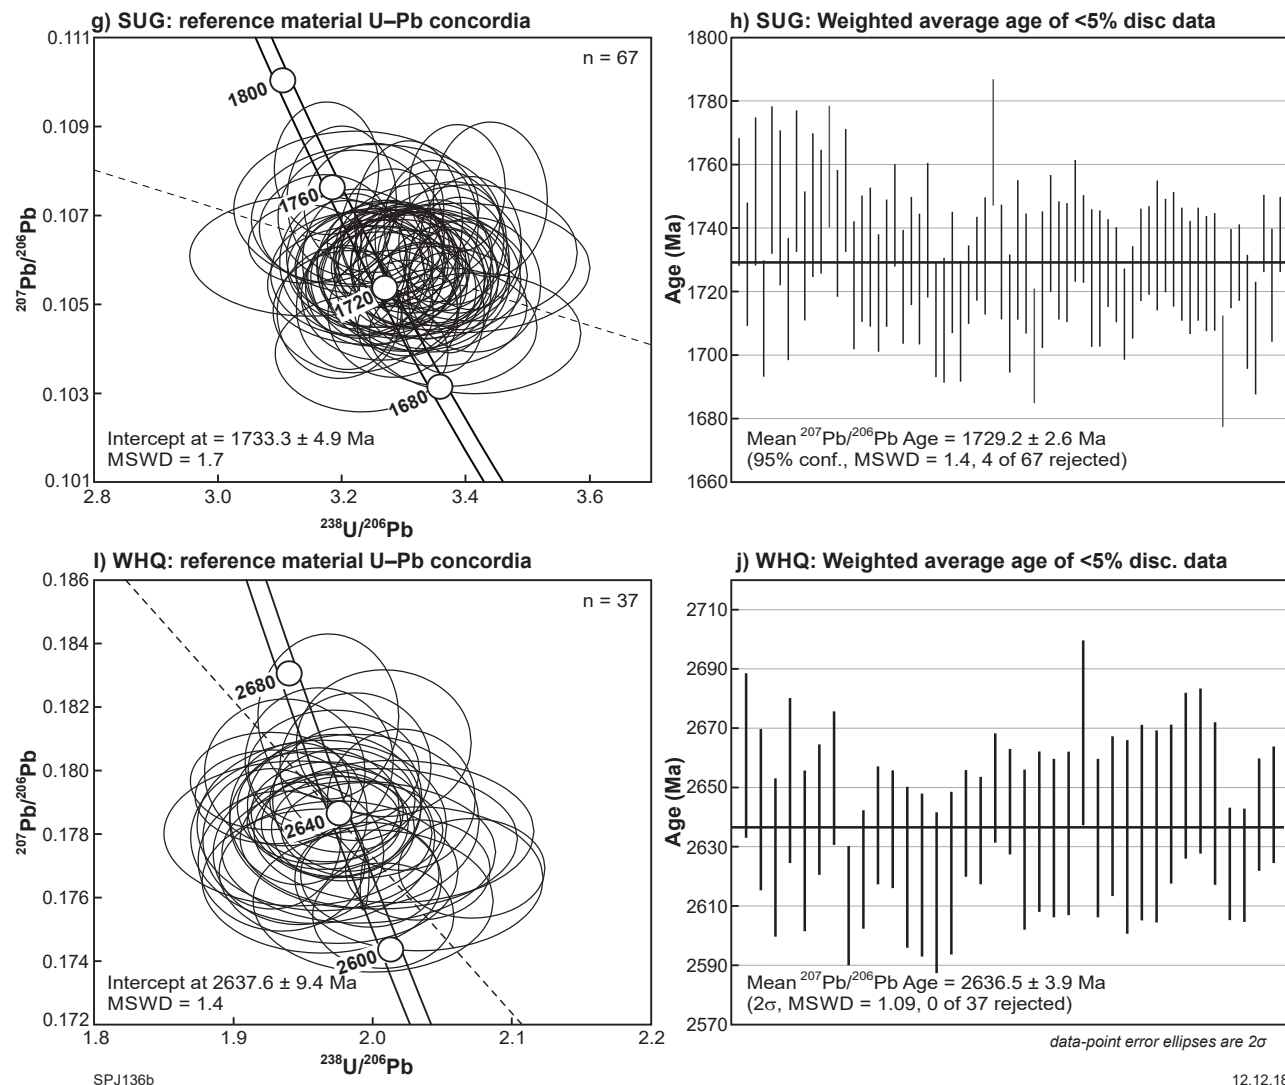 g) SUG: reference material U–Pb concordia
0.111
0.109
0.107
0.105
0.103
0.101
207Pb/206Pb
n = 67
1800
1760
1720
1680
Intercept at = 1733.3 ± 4.9 Ma
MSWD = 1.7
2.8 3.0 3.2 3.4 3.6
238U/206Pb
h) SUG: Weighted average age of <5% disc data
1800
1780
1760
1740
1720
1700
1680
1660
Age (Ma)
Mean 207Pb/206Pb Age = 1729.2 ± 2.6 Ma
(95% conf., MSWD = 1.4, 4 of 67 rejected)
I) WHQ: reference material U–Pb concordia
0.186
0.184
0.182
0.180
0.178
0.176
0.174
0.172
207Pb/206Pb
n = 37
2680
2640
2600
Intercept at 2637.6 ± 9.4 Ma
MSWD = 1.4
1.8 1.9 2.0 2.1 2.2
238U/206Pb
j) WHQ: Weighted average age of <5% disc. data
2710
2690
2670
2650
2630
2610
2590
2570
Age (Ma)
Mean 207Pb/206Pb Age = 2636.5 ± 3.9 Ma
(2σ, MSWD = 1.09, 0 of 37 rejected)
data-point error ellipses are 2σ
SPJ136b
12.12.18